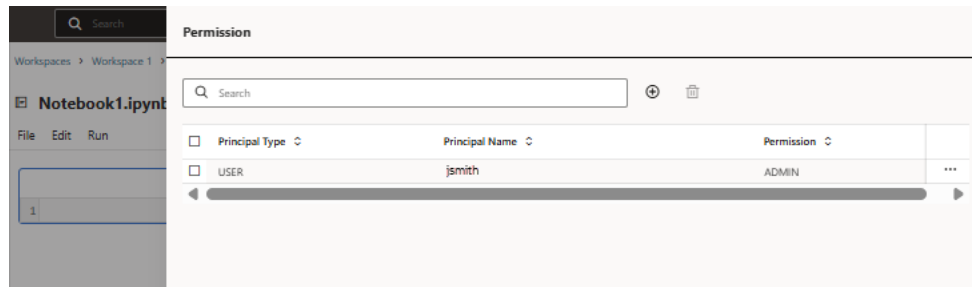 Search
Workspaces > Workspace 1 >
Notebook1.ipynb
File Edit Run
1
Permission
Search
Principal Type Principal Name Permission
USER jsmith ADMIN